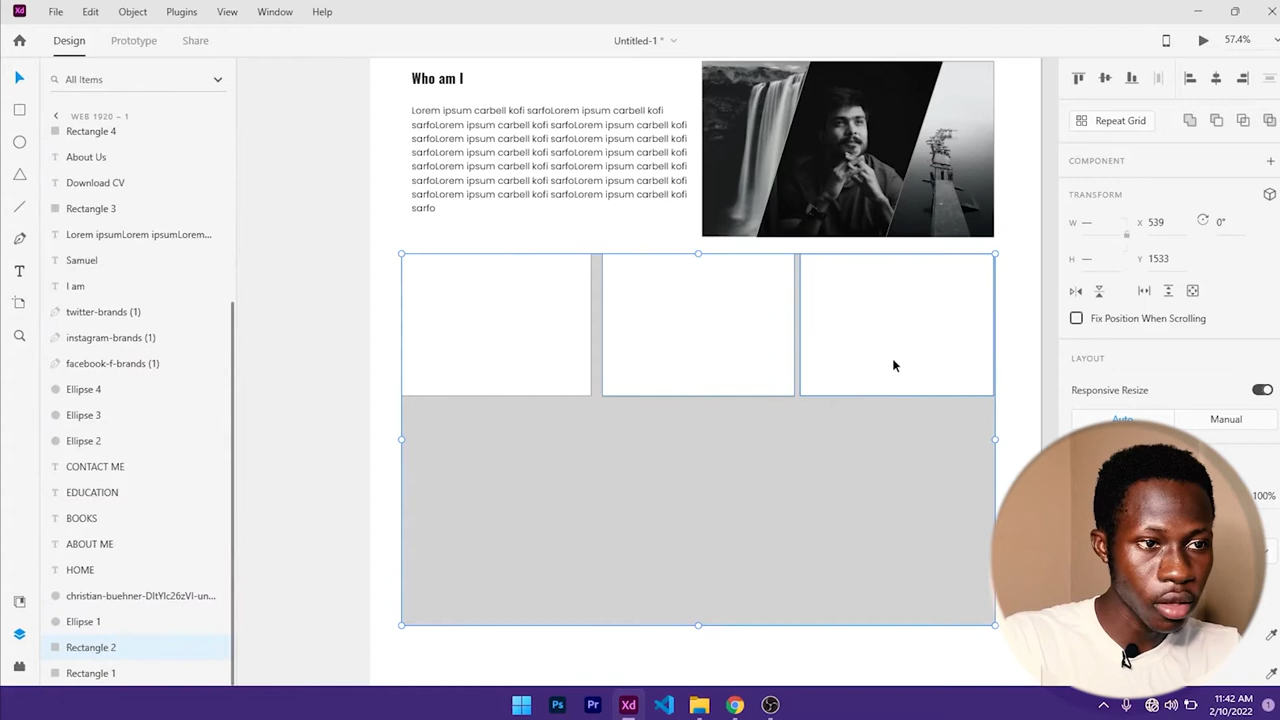 Xd File Edit Object Plugins View Window Help
Design Prototype Share Untitled-1 * 57.4%
All Items
WEB 1920 – 1
Rectangle 4
About Us
Download CV
Rectangle 3
Lorem ipsumLorem ipsumLorem...
Samuel
I am
twitter-brands (1)
instagram-brands (1)
facebook-f-brands (1)
Ellipse 4
Ellipse 3
Ellipse 2
CONTACT ME
EDUCATION
BOOKS
ABOUT ME
HOME
christian-buehner-DItYlc26zVI-un...
Ellipse 1
Rectangle 2
Rectangle 1
T
Who am I
Lorem ipsum carbell kofi sarfoLorem ipsum carbell kofi
sarfoLorem ipsum carbell kofi sarfoLorem ipsum carbell kofi
sarfoLorem ipsum carbell kofi sarfoLorem ipsum carbell kofi
sarfoLorem ipsum carbell kofi sarfoLorem ipsum carbell kofi
sarfoLorem ipsum carbell kofi sarfoLorem ipsum carbell kofi
sarfoLorem ipsum carbell kofi sarfoLorem ipsum carbell kofi
sarfoLorem ipsum carbell kofi sarfoLorem ipsum carbell kofi
sarfo
Repeat Grid
COMPONENT
TRANSFORM
W — X 539 0°
H — Y 1533
Fix Position When Scrolling
LAYOUT
Responsive Resize
Auto Manual
100%
Ps Pr Xd
11:42 AM
2/10/2022